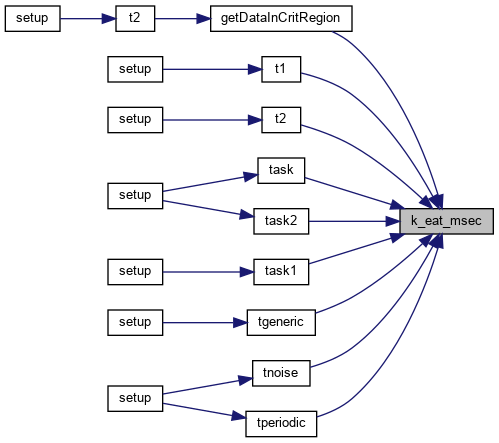 setup
t2
getDataInCritRegion
setup
t1
setup
t2
task
setup
task2
k_eat_msec
setup
task1
setup
tgeneric
tnoise
setup
tperiodic